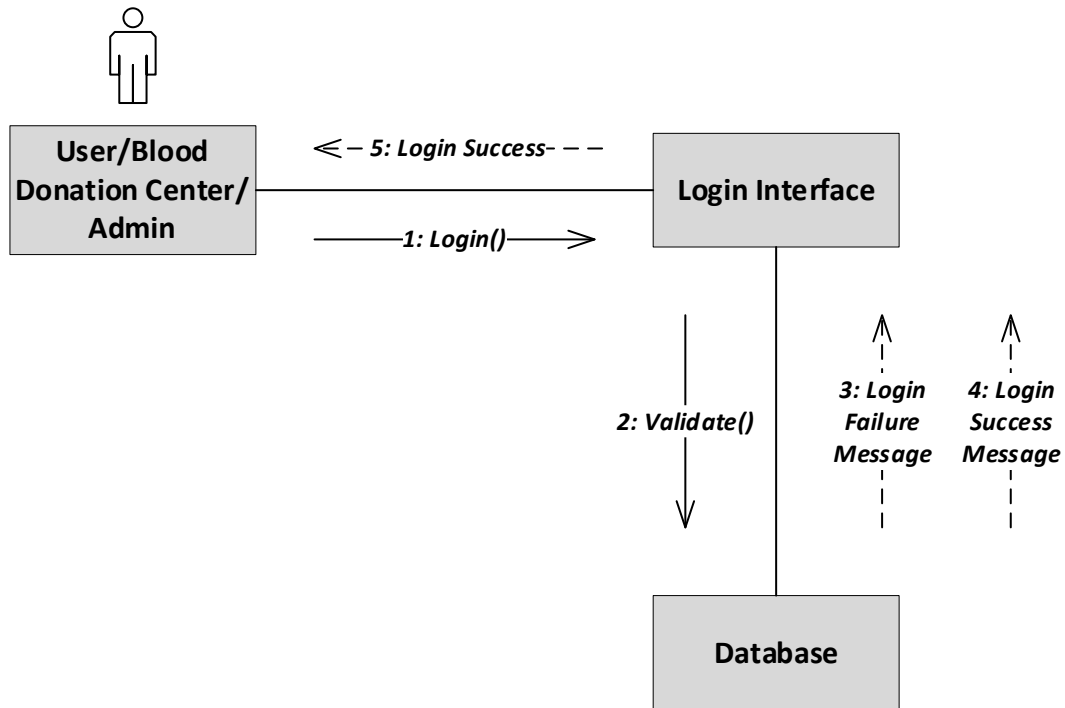 User/Blood
Donation Center/
Admin
5: Login Success
Login Interface
1: Login()
2: Validate()
3: Login
Failure
Message
4: Login
Success
Message
Database